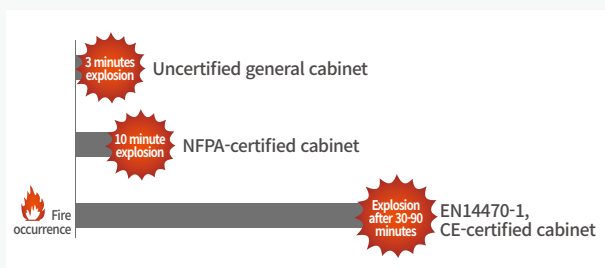 3 minutes
explosion
Uncertified general cabinet
10 minute
explosion
NFPA-certified cabinet
Fire
occurrence
Explosion
after 30-90
minutes
EN14470-1,
CE-certified cabinet